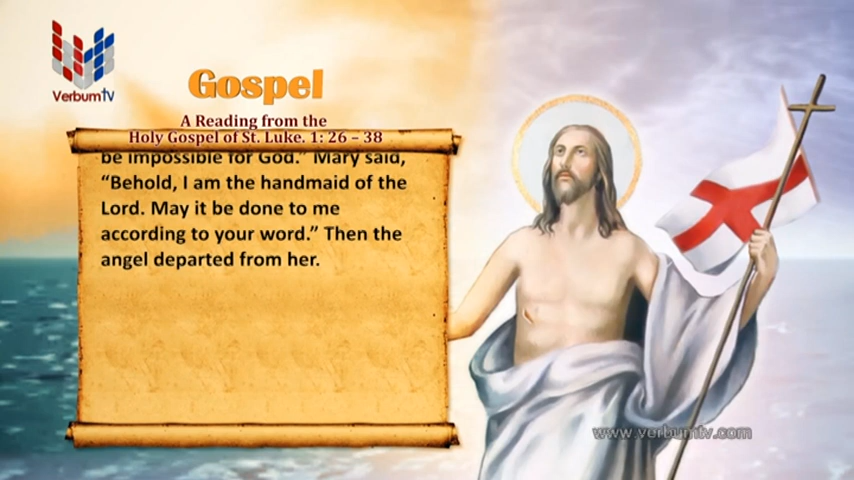 VerbumTV
Gospel
A Reading from the
Holy Gospel of St. Luke. 1: 26 – 38
be impossible for God.” Mary said,
“Behold, I am the handmaid of the
Lord. May it be done to me
according to your word.” Then the
angel departed from her.
www.verbumtv.com